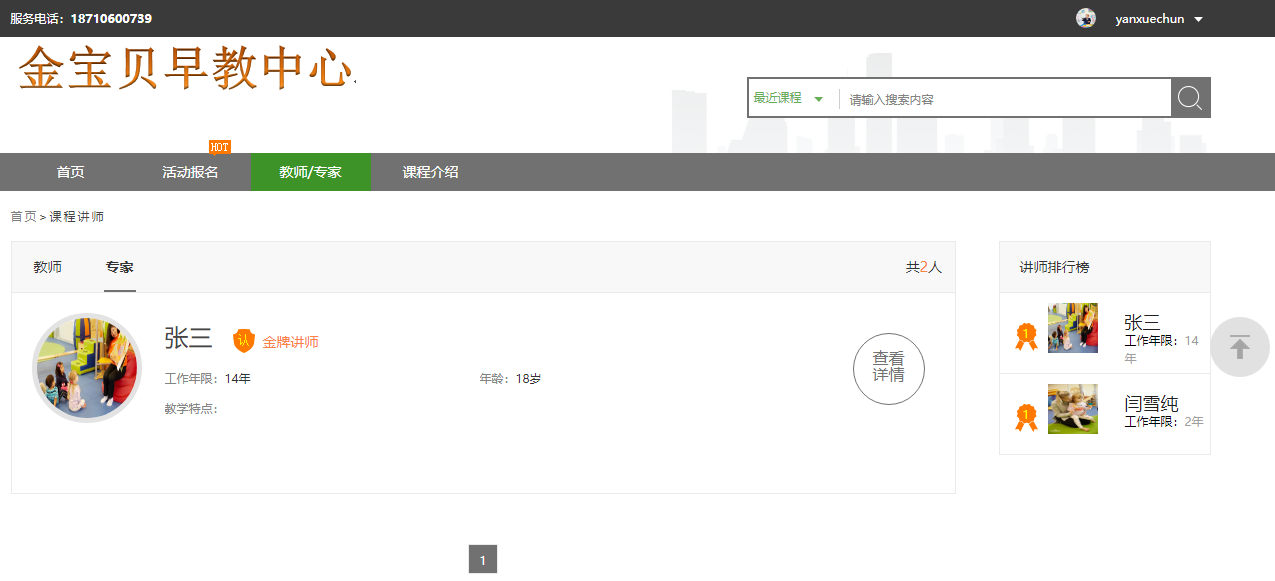 服务电话：18710600739
yanxuechun
金宝贝早教中心
最近课程
请输入搜索内容
HOT
首页
活动报名
教师/专家
课程介绍
首页 > 课程讲师
教师
专家
共2人
张三
认
金牌讲师
工作年限：14年
年龄：18岁
教学特点：
查看
详情
讲师排行榜
1
张三
工作年限：14
年
1
闫雪纯
工作年限：2年
1